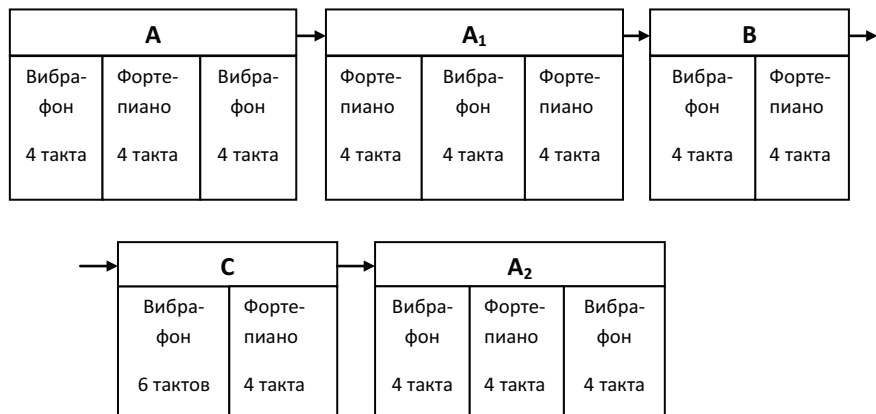 A
A₁
B
Вибра-
фон
4 такта
Форте-
пиано
4 такта
Вибра-
фон
4 такта
Форте-
пиано
4 такта
Вибра-
фон
4 такта
Форте-
пиано
4 такта
Вибра-
фон
4 такта
Форте-
пиано
4 такта
C
A₂
Вибра-
фон
6 тактов
Форте-
пиано
4 такта
Вибра-
фон
4 такта
Форте-
пиано
4 такта
Вибра-
фон
4 такта